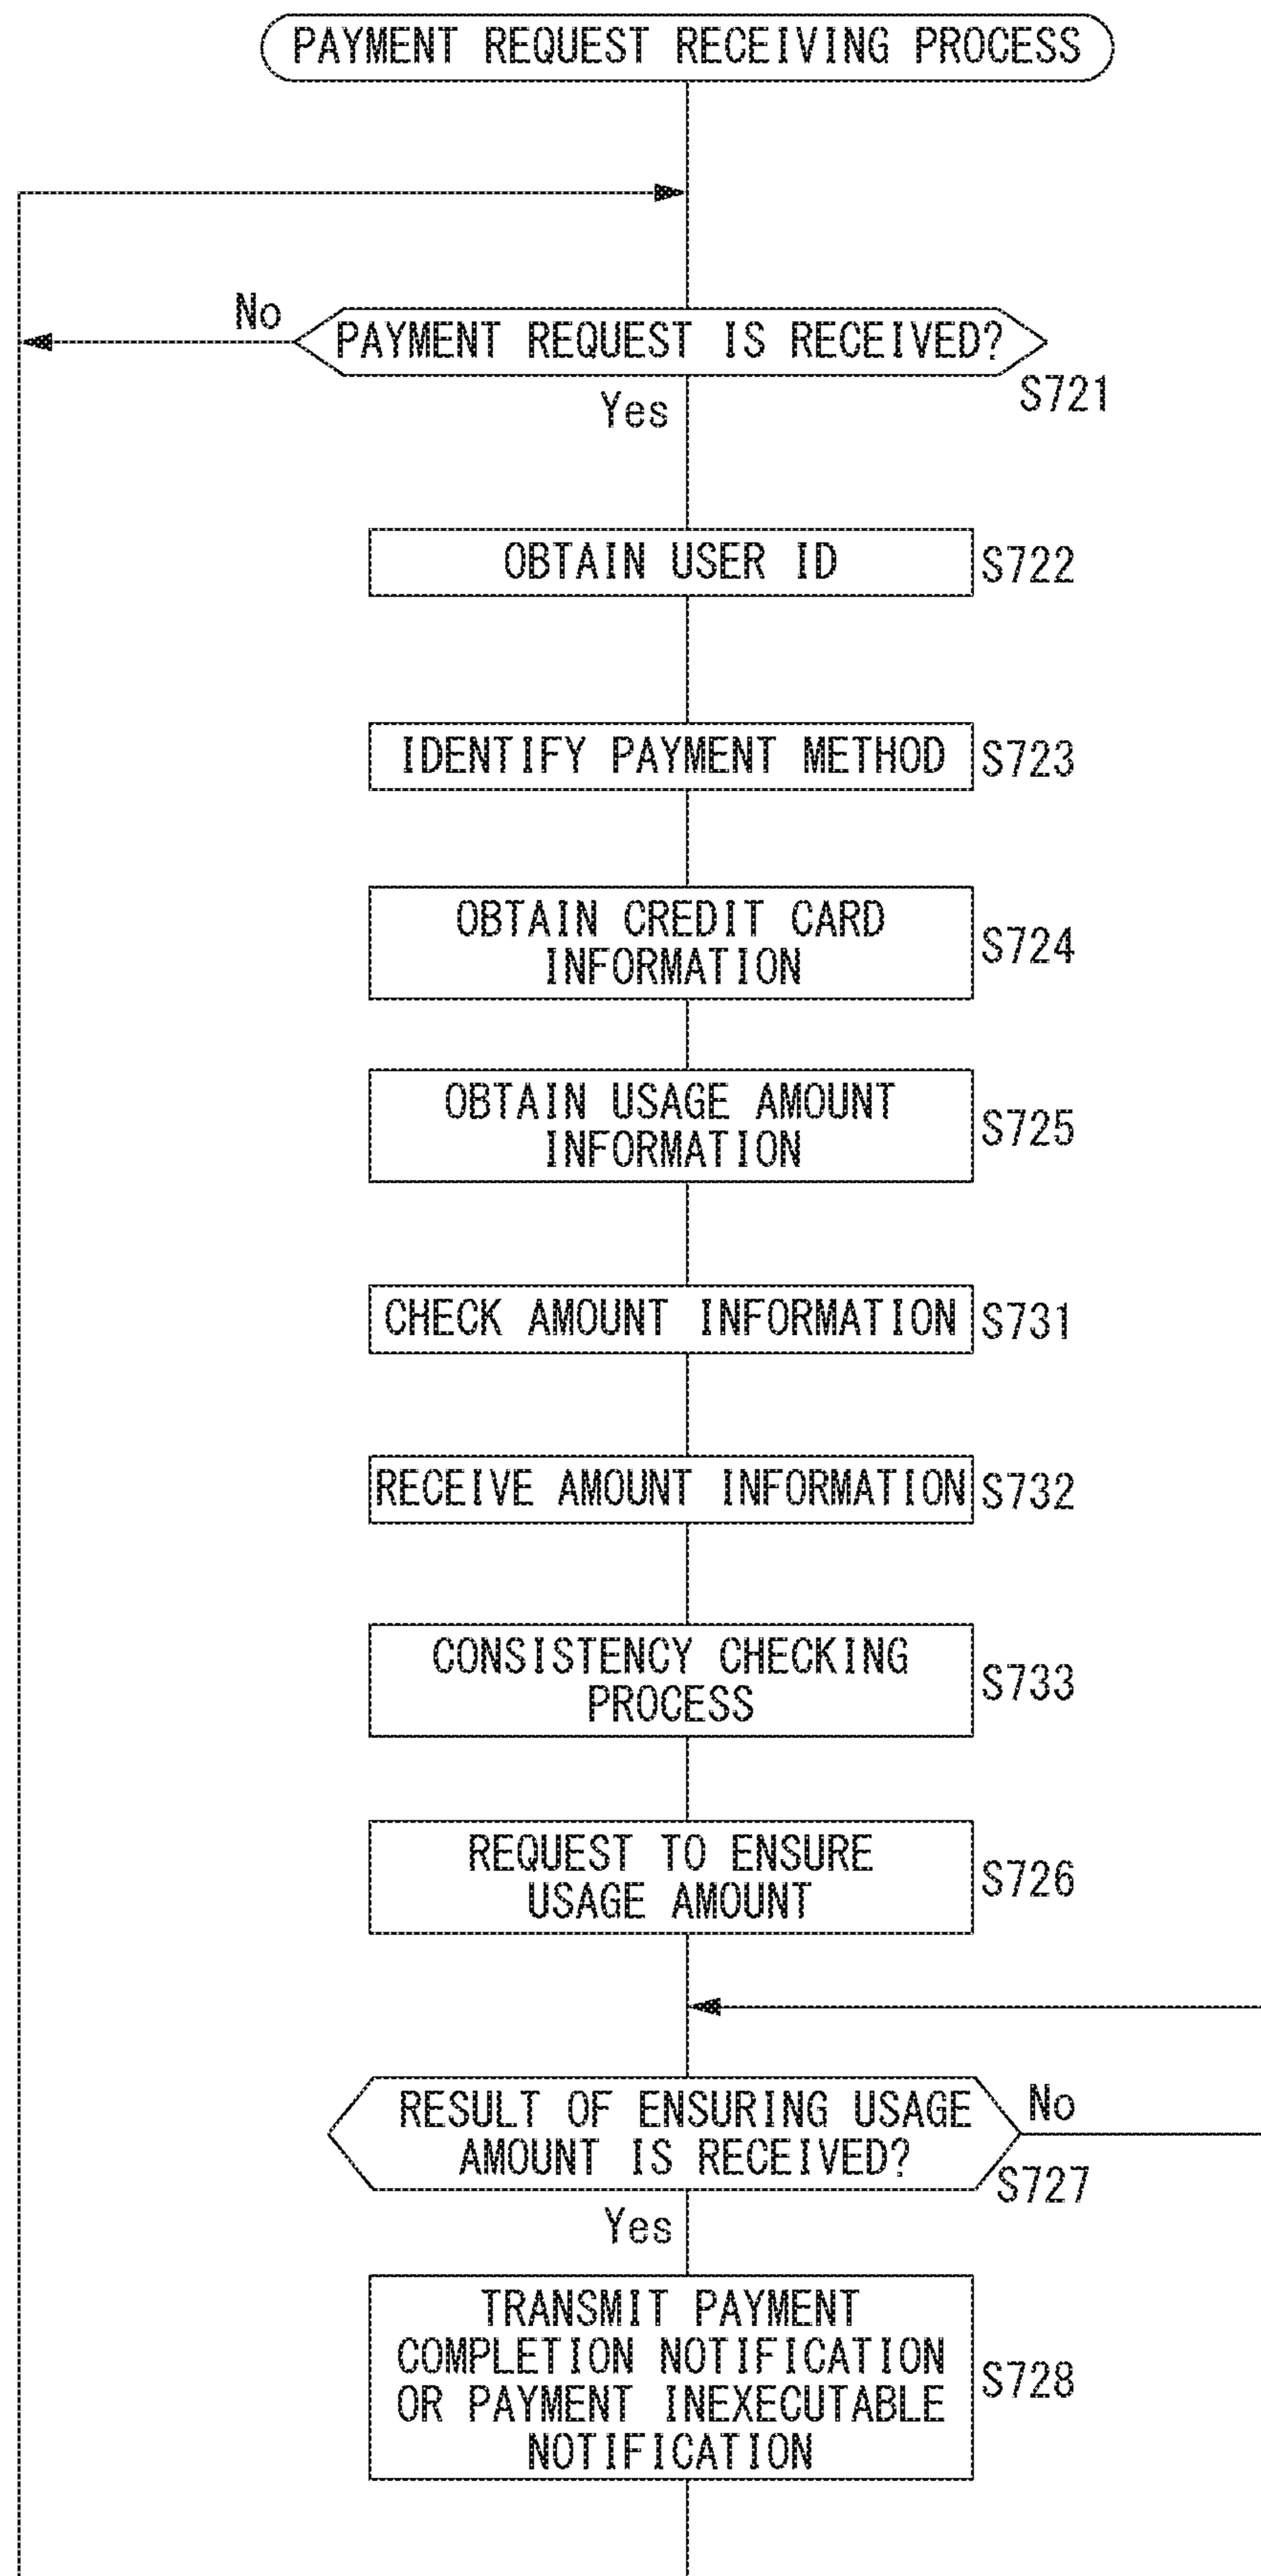 PAYMENT REQUEST RECEIVING PROCESS
No
PAYMENT REQUEST IS RECEIVED?
S721
Yes
OBTAIN USER ID
S722
IDENTIFY PAYMENT METHOD
S723
OBTAIN CREDIT CARD
INFORMATION
S724
OBTAIN USAGE AMOUNT
INFORMATION
S725
CHECK AMOUNT INFORMATION
S731
RECEIVE AMOUNT INFORMATION
S732
CONSISTENCY CHECKING
PROCESS
S733
REQUEST TO ENSURE
USAGE AMOUNT
S726
RESULT OF ENSURING USAGE
AMOUNT IS RECEIVED?
No
S727
Yes
TRANSMIT PAYMENT
COMPLETION NOTIFICATION
OR PAYMENT INEXECUTABLE
NOTIFICATION
S728